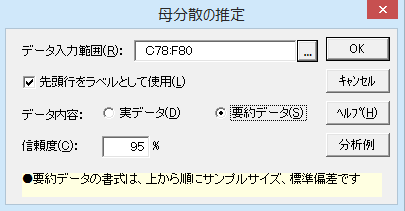 母分散の推定
データ入力範囲(R): C78:F80 ... OK
先頭行をラベルとして使用(L) ｷｬﾝｾﾙ
データ内容: 実データ(D) 要約データ(S) ﾍﾙﾌﾟ(H)
信頼度(C): 95 % 分析例
●要約データの書式は、上から順にサンプルサイズ、標準偏差です